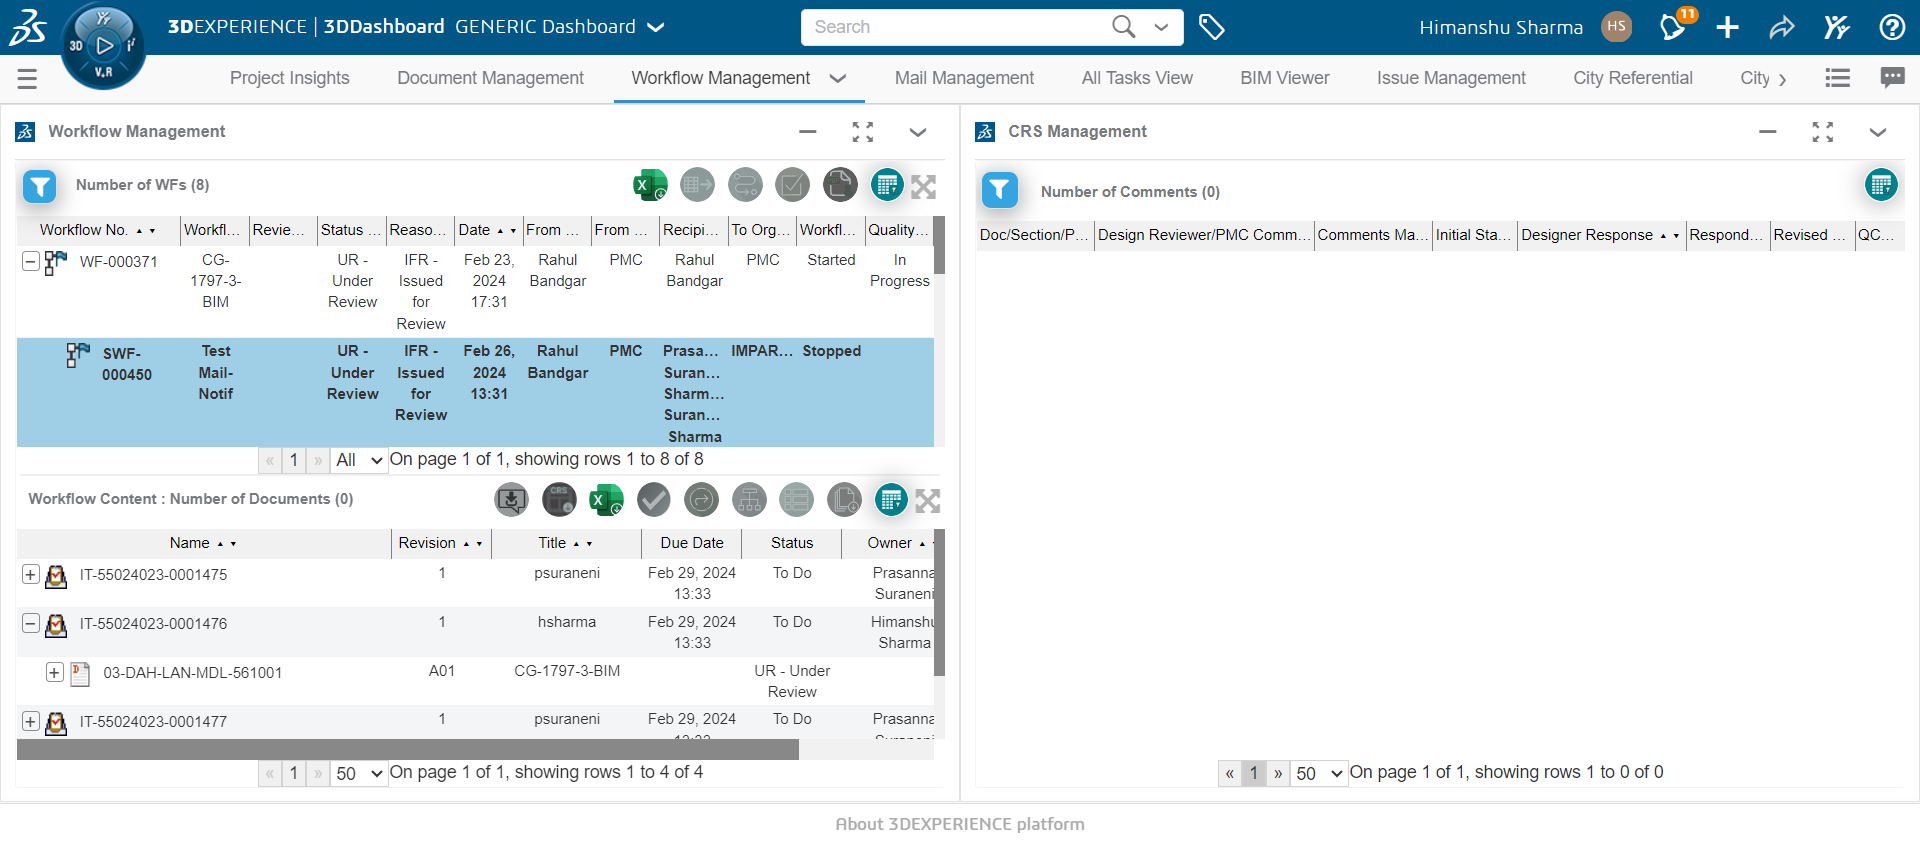 3DEXPERIENCE | 3DDashboard GENERIC Dashboard
Search
Himanshu Sharma HS 11
3D V.R
Project Insights Document Management Workflow Management Mail Management All Tasks View BIM Viewer Issue Management City Referential City
Workflow Management
Number of WFs (8)
Workflow No. Workfl... Revie... Status ... Reaso... Date From ... From ... Recipi... To Org... Workfl... Quality...
WF-000371 CG- UR - IFR - Feb 23, Rahul PMC Rahul PMC Started In
1797-3- Under Issued 2024 Bandgar Bandgar Progress
BIM Review for 17:31
Review
SWF- Test UR - IFR - Feb 26, Rahul PMC Prasa... IMPAR... Stopped
000450 Mail- Under Issued 2024 Bandgar Suran...
Notif Review for 13:31 Sharm...
Review Suran...
Sharma
« 1 » All On page 1 of 1, showing rows 1 to 8 of 8
Workflow Content : Number of Documents (0)
CRS
Name Revision Title Due Date Status Owner
IT-55024023-0001475 1 psuraneni Feb 29, 2024 To Do Prasanna
13:33 Suraneni
IT-55024023-0001476 1 hsharma Feb 29, 2024 To Do Himanshu
13:33 Sharma
03-DAH-LAN-MDL-561001 A01 CG-1797-3-BIM UR - Under
Review
IT-55024023-0001477 1 psuraneni Feb 29, 2024 To Do Prasanna
« 1 » 50 On page 1 of 1, showing rows 1 to 4 of 4
CRS Management
Number of Comments (0)
Doc/Section/P... Design Reviewer/PMC Comm... Comments Ma... Initial Sta... Designer Response Respond... Revised ... QC...
« 1 » 50 On page 1 of 1, showing rows 1 to 0 of 0
About 3DEXPERIENCE platform